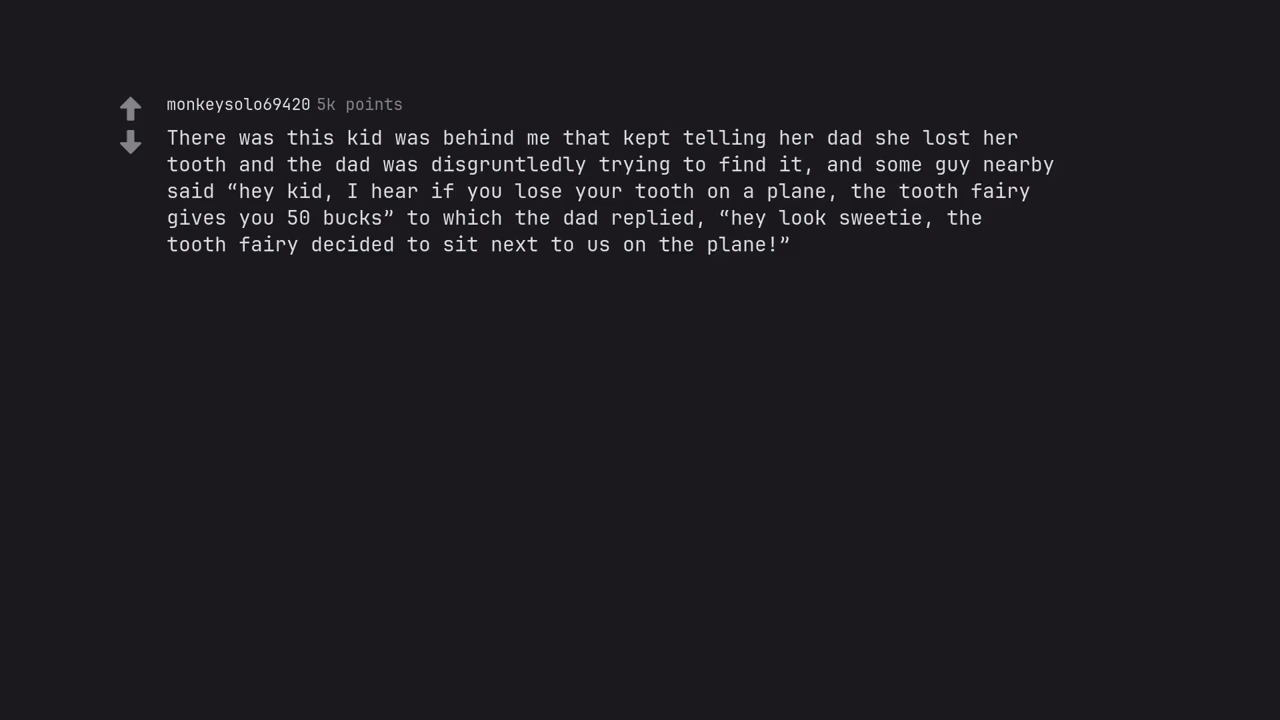 monkeysolo69420 5k points
There was this kid was behind me that kept telling her dad she lost her
tooth and the dad was disgruntledly trying to find it, and some guy nearby
said “hey kid, I hear if you lose your tooth on a plane, the tooth fairy
gives you 50 bucks” to which the dad replied, “hey look sweetie, the
tooth fairy decided to sit next to us on the plane!”